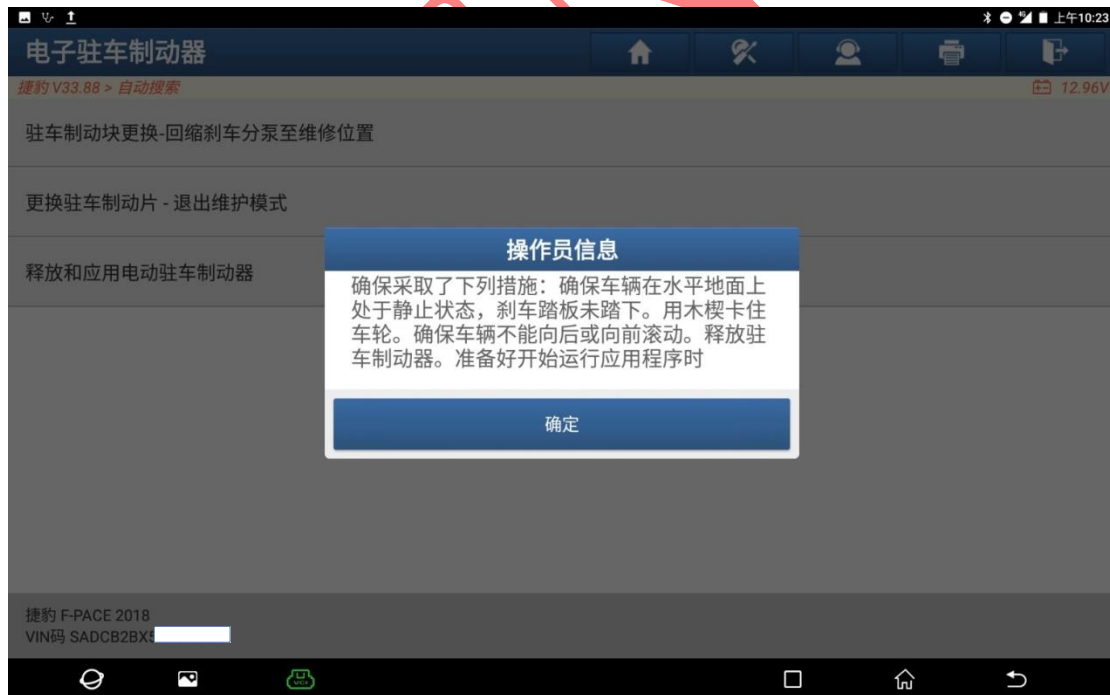 上午10:23
电子驻车制动器
捷豹 V33.88 > 自动搜索
12.96V
驻车制动块更换-回缩刹车分泵至维修位置
更换驻车制动片 - 退出维护模式
释放和应用电动驻车制动器
操作员信息
确保采取了下列措施：确保车辆在水平地面上
处于静止状态，刹车踏板未踏下。用木楔卡住
车轮。确保车辆不能向后或向前滚动。释放驻
车制动器。准备好开始运行应用程序时
确定
捷豹 F-PACE 2018
VIN码 SADCB2BX5
VCI